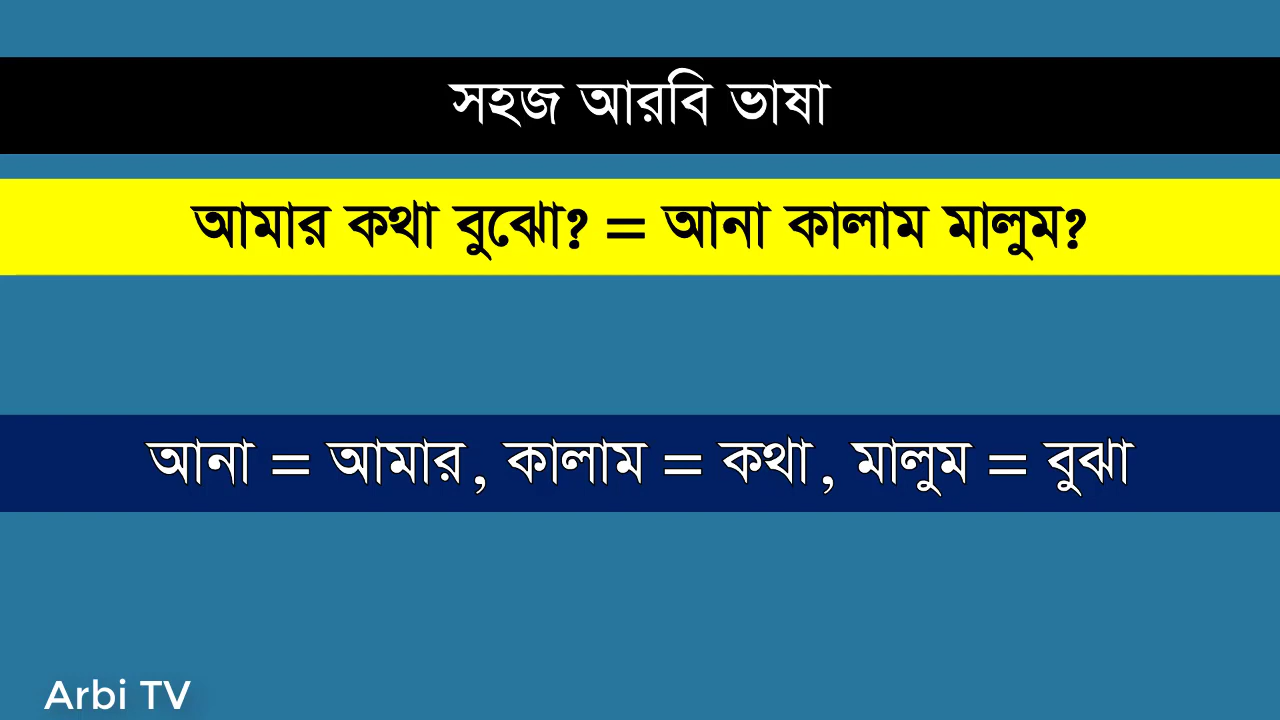 সহজ আরবি ভাষা
আমার কথা বুঝো? = আনা কালাম মালুম?
আনা = আমার, কালাম = কথা, মালুম = বুঝা
Arbi TV